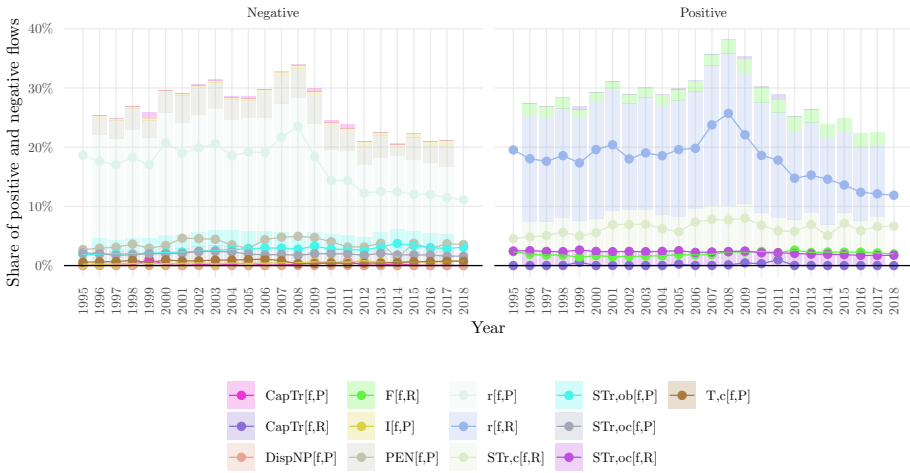 Negative
Positive
Share of positive and negative flows
40%
30%
20%
10%
0%
1995 1996 1997 1998 1999 2000 2001 2002 2003 2004 2005 2006 2007 2008 2009 2010 2011 2012 2013 2014 2015 2016 2017 2018
1995 1996 1997 1998 1999 2000 2001 2002 2003 2004 2005 2006 2007 2008 2009 2010 2011 2012 2013 2014 2015 2016 2017 2018
Year
CapTr[f,P] F[f,R] r[f,P] STr,ob[f,P] T,c[f,P]
CapTr[f,R] I[f,P] r[f,R] STr,oc[f,P]
DispNP[f,P] PEN[f,P] STr,c[f,R] STr,oc[f,R]